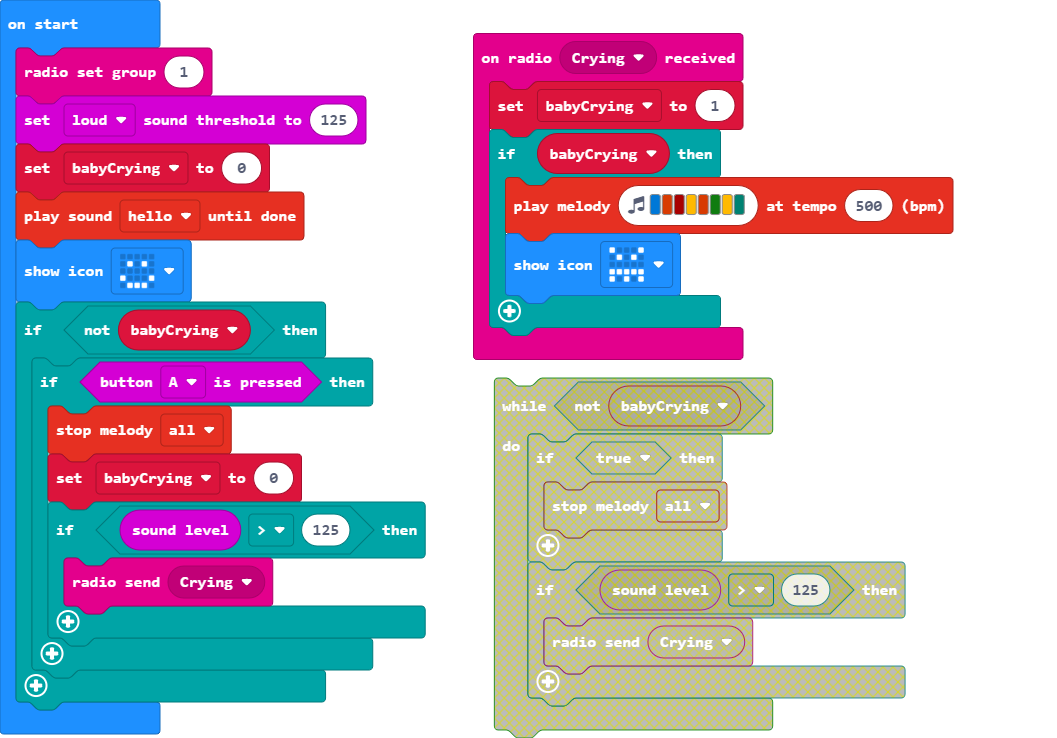 on start
radio set group 1
set loud sound threshold to 125
set babyCrying to 0
play sound hello until done
show icon
if not babyCrying then
if button A is pressed then
stop melody all
set babyCrying to 0
if sound level > 125 then
radio send Crying
on radio Crying received
set babyCrying to 1
if babyCrying then
play melody at tempo 500 (bpm)
show icon
while not babyCrying
do
if true then
stop melody all
if sound level > 125 then
radio send Crying